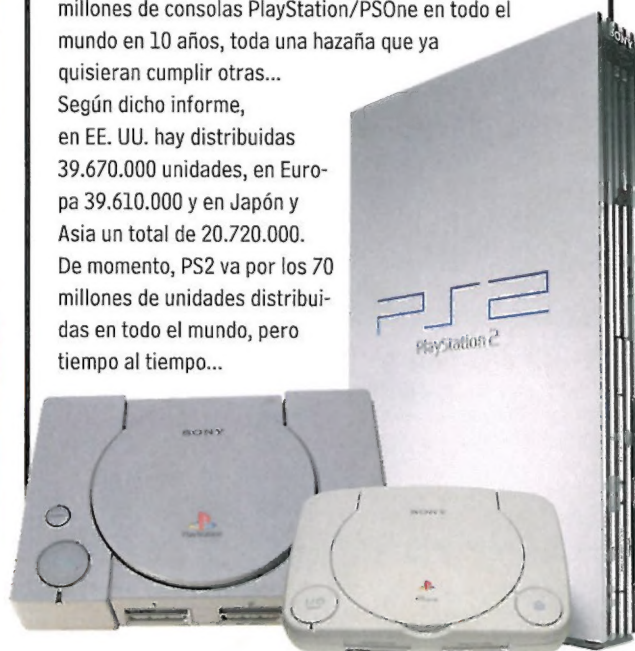 millones de consolas PlayStation/PSOne en todo el
mundo en 10 años, toda una hazaña que ya
quisieran cumplir otras...
Según dicho informe,
en EE. UU. hay distribuidas
39.670.000 unidades, en Euro-
pa 39.610.000 y en Japón y
Asia un total de 20.720.000.
De momento, PS2 va por los 70
millones de unidades distribui-
das en todo el mundo, pero
tiempo al tiempo...
SONY
PS2
PlayStation 2
SONY
PlayStation
SONY